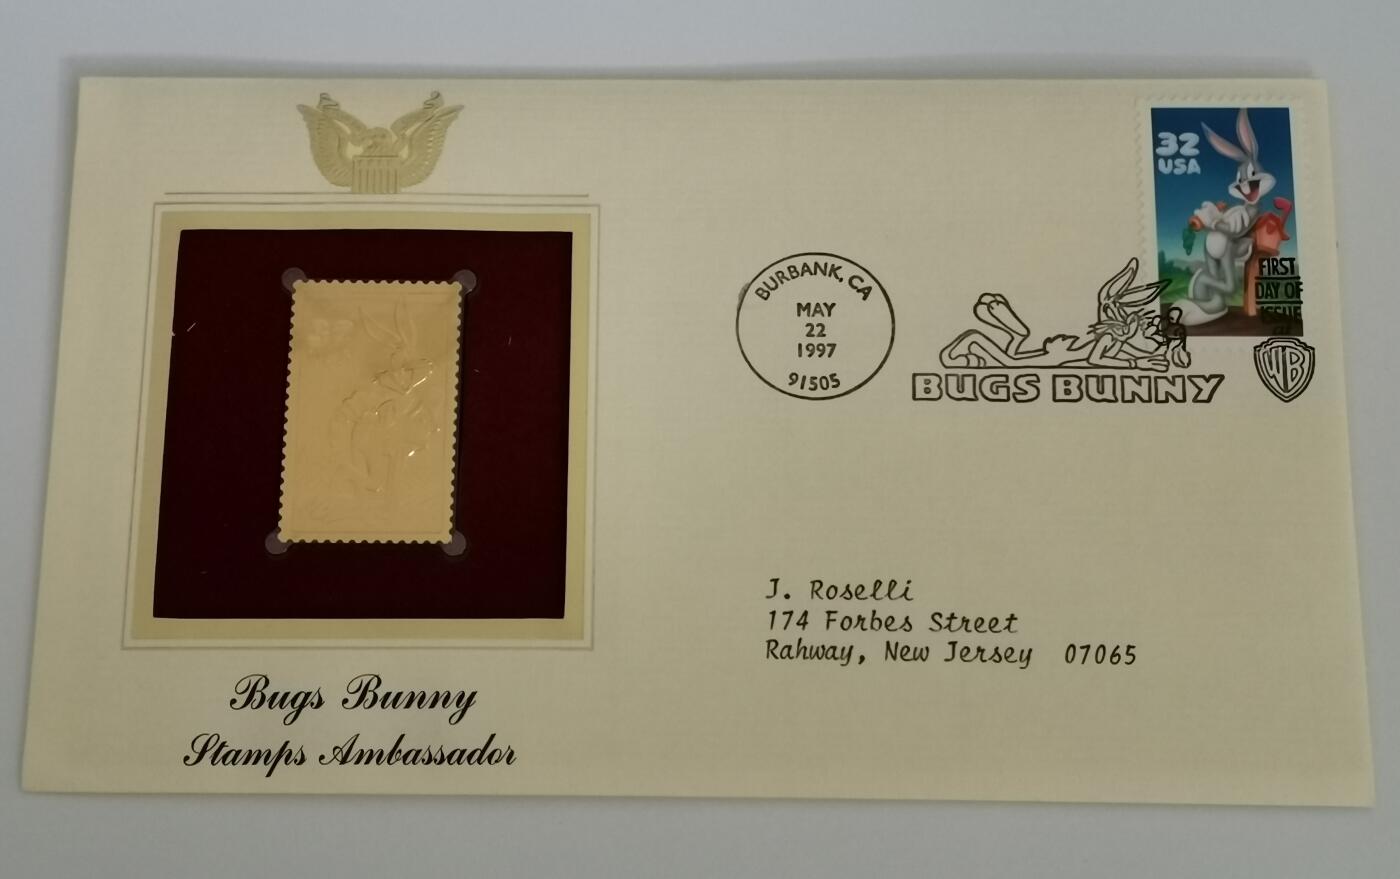 32
USA
BURBANK, CA
MAY
22
1997
91505
FIRST
DAY OF
ISSUE
BUGS BUNNY
WB
J. Roselli
174 Forbes Street
Rahway, New Jersey 07065
Bugs Bunny
Stamps Ambassador